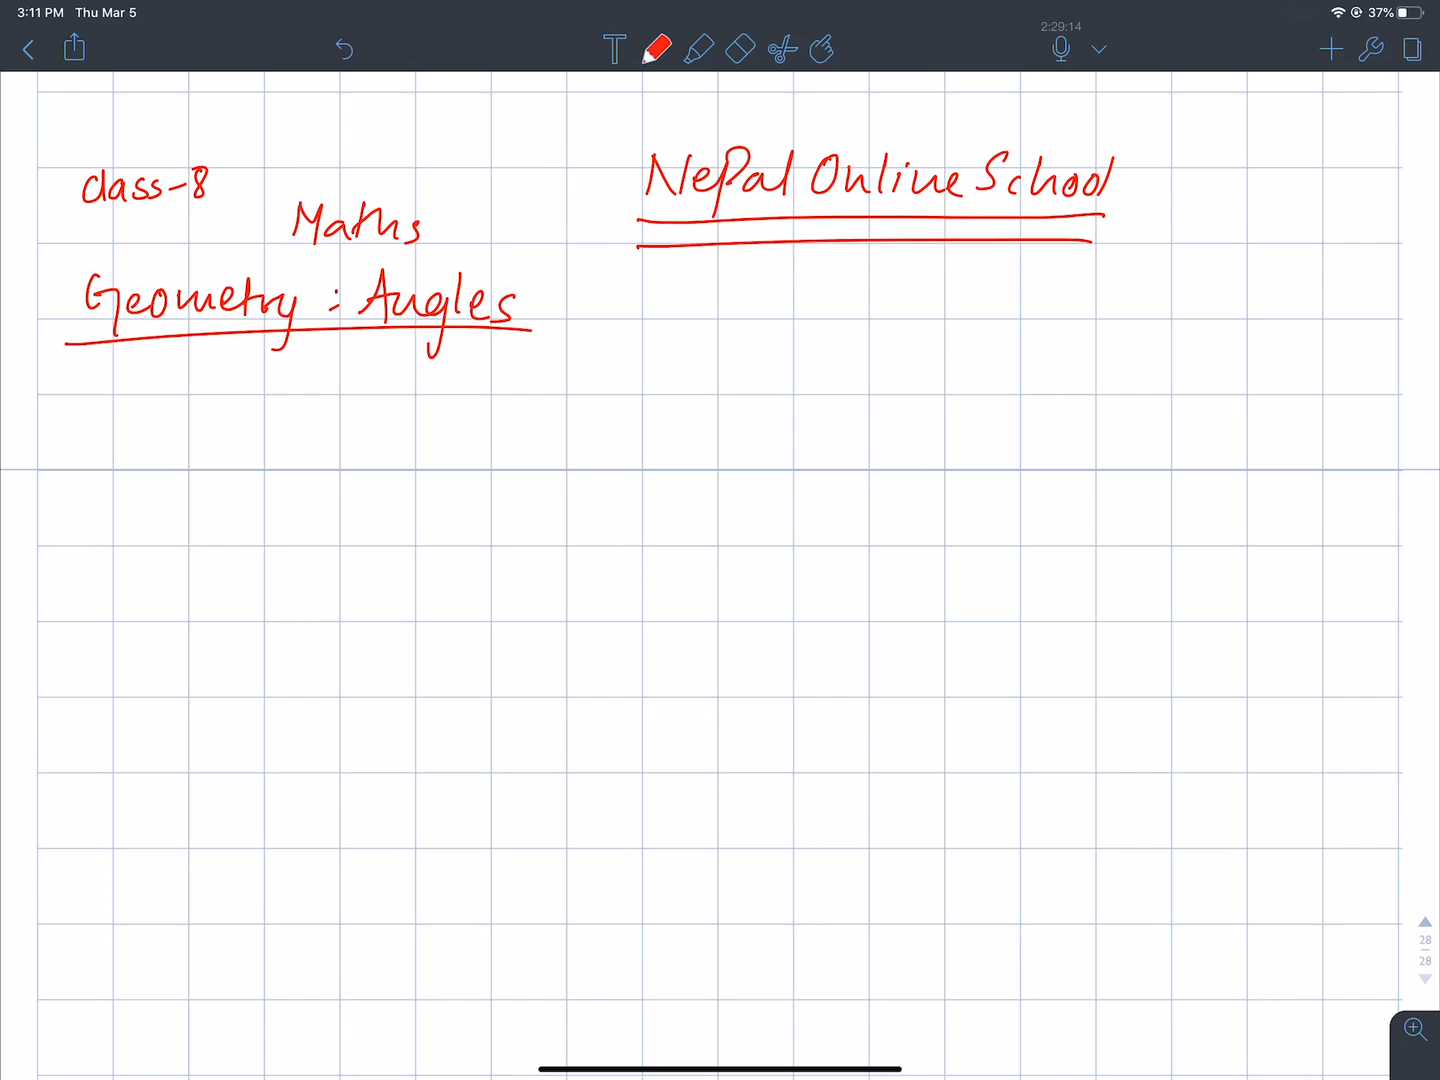 3:11 PM Thu Mar 5
37%
2:29:14
class-8
Maths
Nepal Online School
Geometry : Angles
28
28